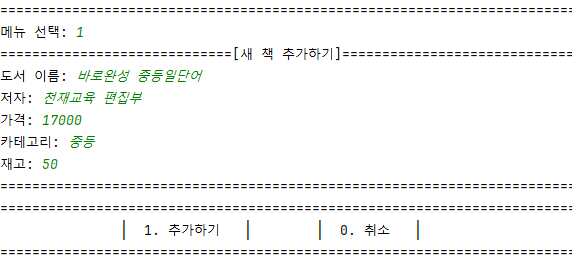 ==========================================================================
메뉴 선택: 1
=============================[새 책 추가하기]=============================
도서 이름: 바로완성 중등일단어
저자: 천재교육 편집부
가격: 17000
카테고리: 중등
재고: 50
==========================================================================
==========================================================================
| 1. 추가하기 | | 0. 취소 |
==========================================================================